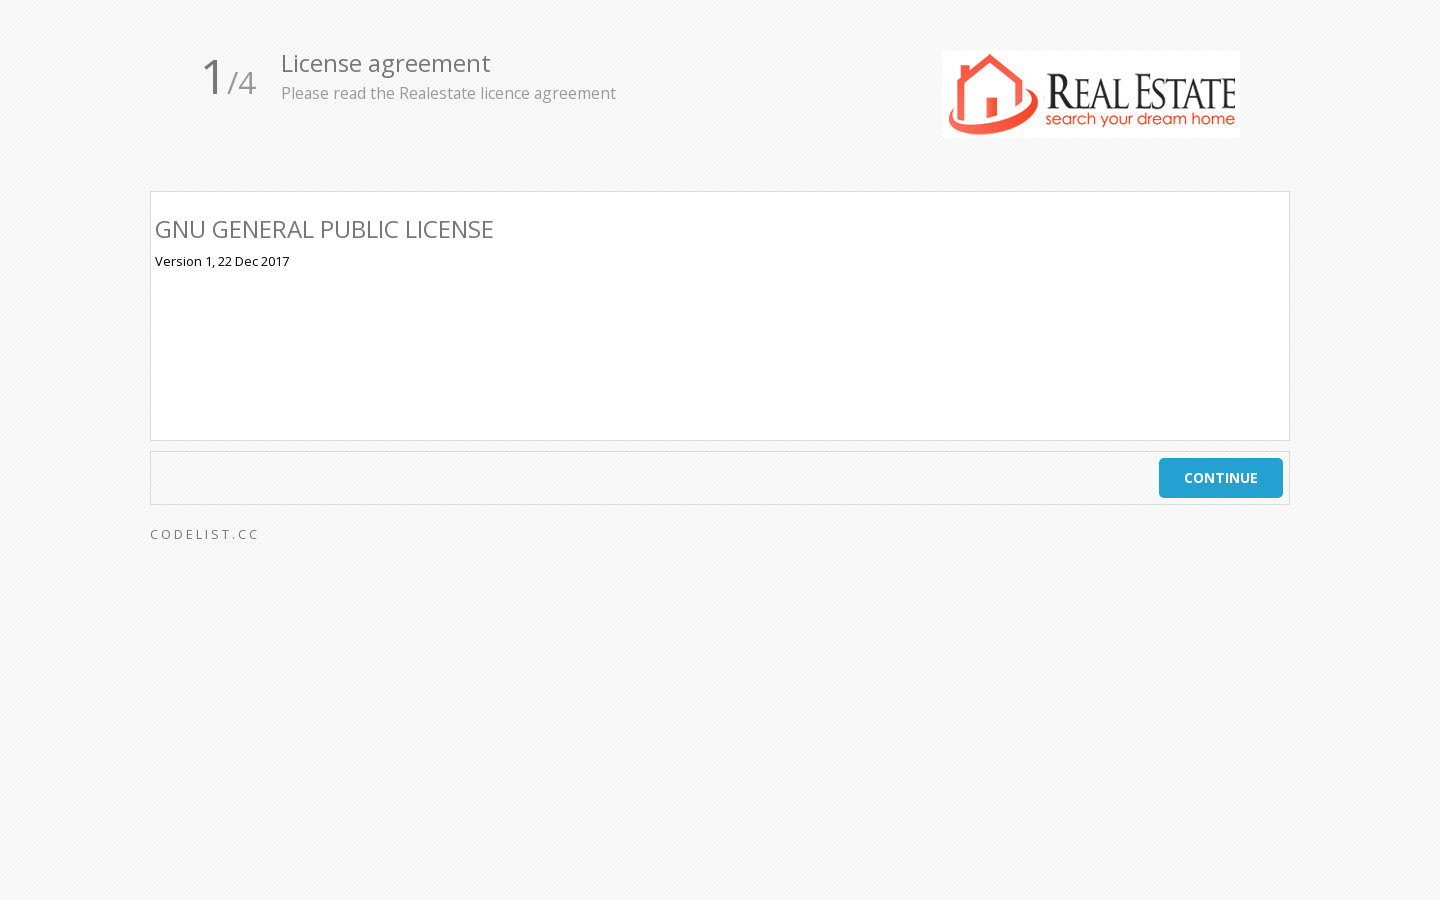 1/4
License agreement
Please read the Realestate licence agreement
REAL ESTATE
search your dream home
GNU GENERAL PUBLIC LICENSE
Version 1, 22 Dec 2017
CONTINUE
CODELIST.CC